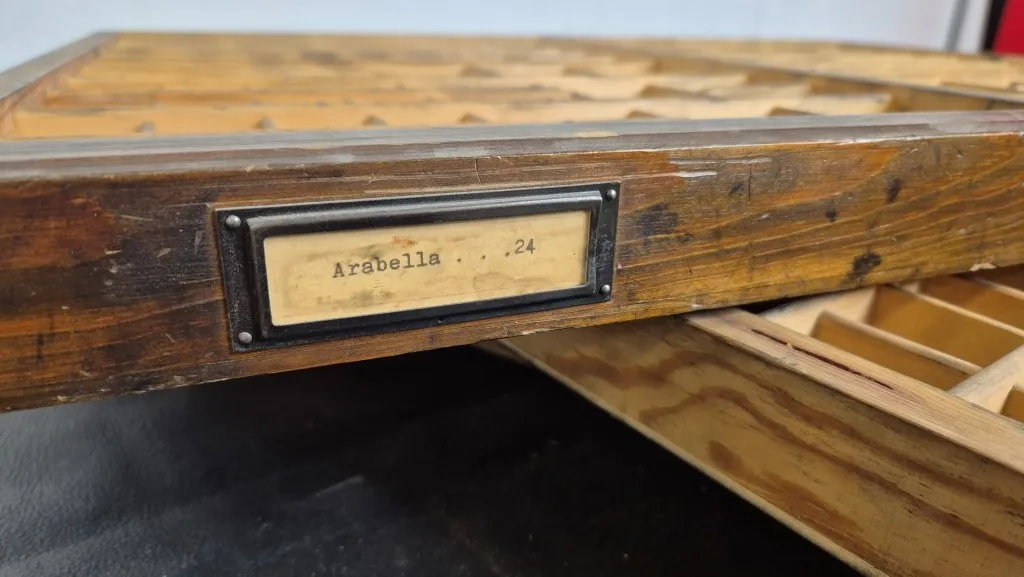 Arabella . . .24